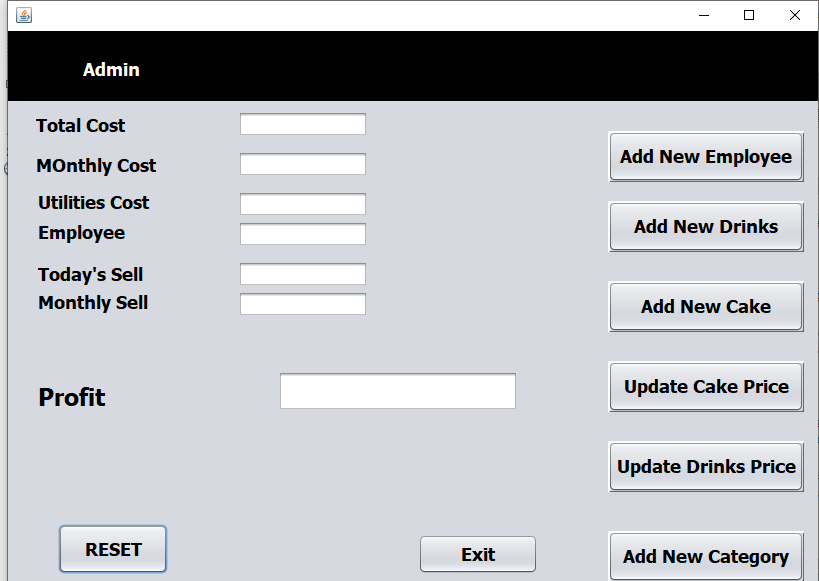 Admin
Total Cost
MOnthly Cost
Utilities Cost
Employee
Today's Sell
Monthly Sell
Profit
RESET
Exit
Add New Employee
Add New Drinks
Add New Cake
Update Cake Price
Update Drinks Price
Add New Category